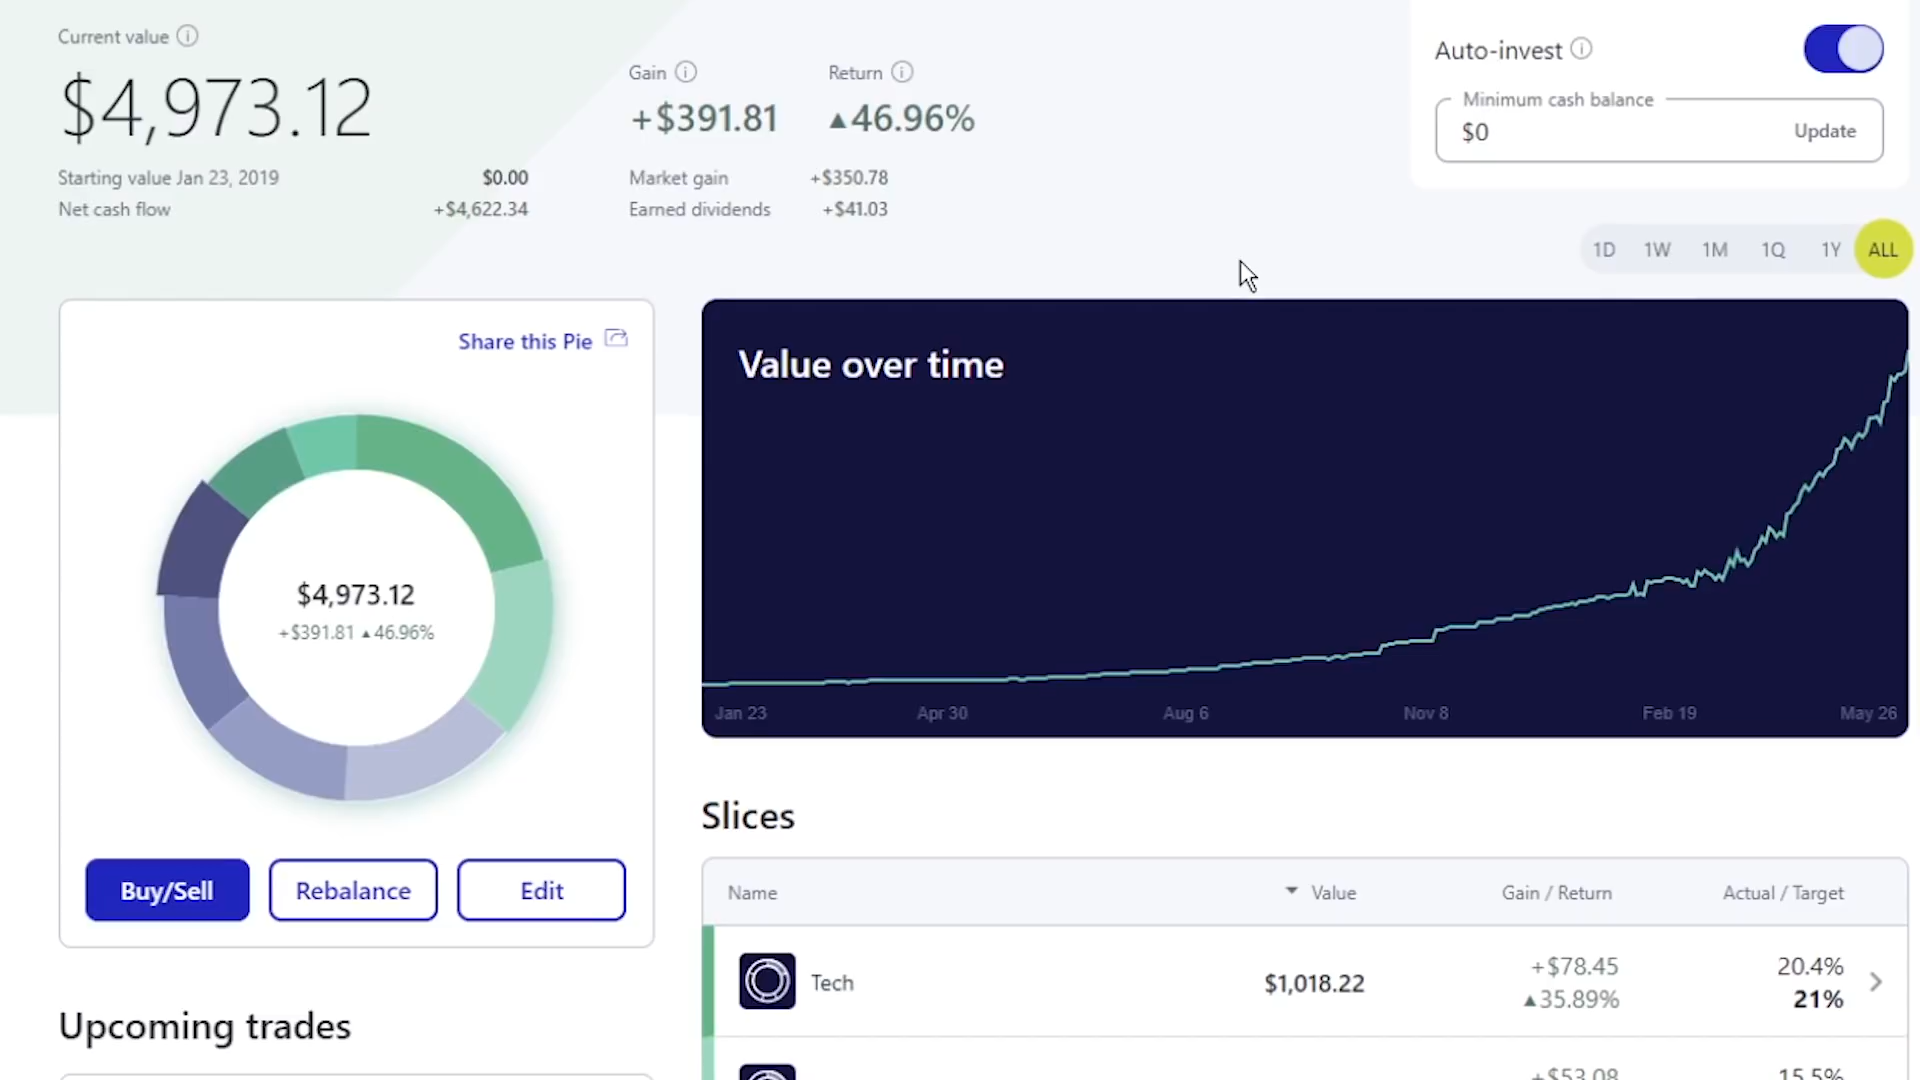 Current value
$4,973.12
Starting value Jan 23, 2019 $0.00
Net cash flow +$4,622.34
Gain Return
+$391.81 ▲46.96%
Market gain +$350.78
Earned dividends +$41.03
Auto-invest
Minimum cash balance
$0 Update
1D 1W 1M 1Q 1Y ALL
Share this Pie
$4,973.12
+$391.81 ▲46.96%
Buy/Sell Rebalance Edit
Upcoming trades
Value over time
Jan 23 Apr 30 Aug 6 Nov 8 Feb 19 May 26
Slices
Name Value Gain / Return Actual / Target
Tech $1,018.22 +$78.45 20.4%
▲35.89% 21%
+$53.08 15.5%